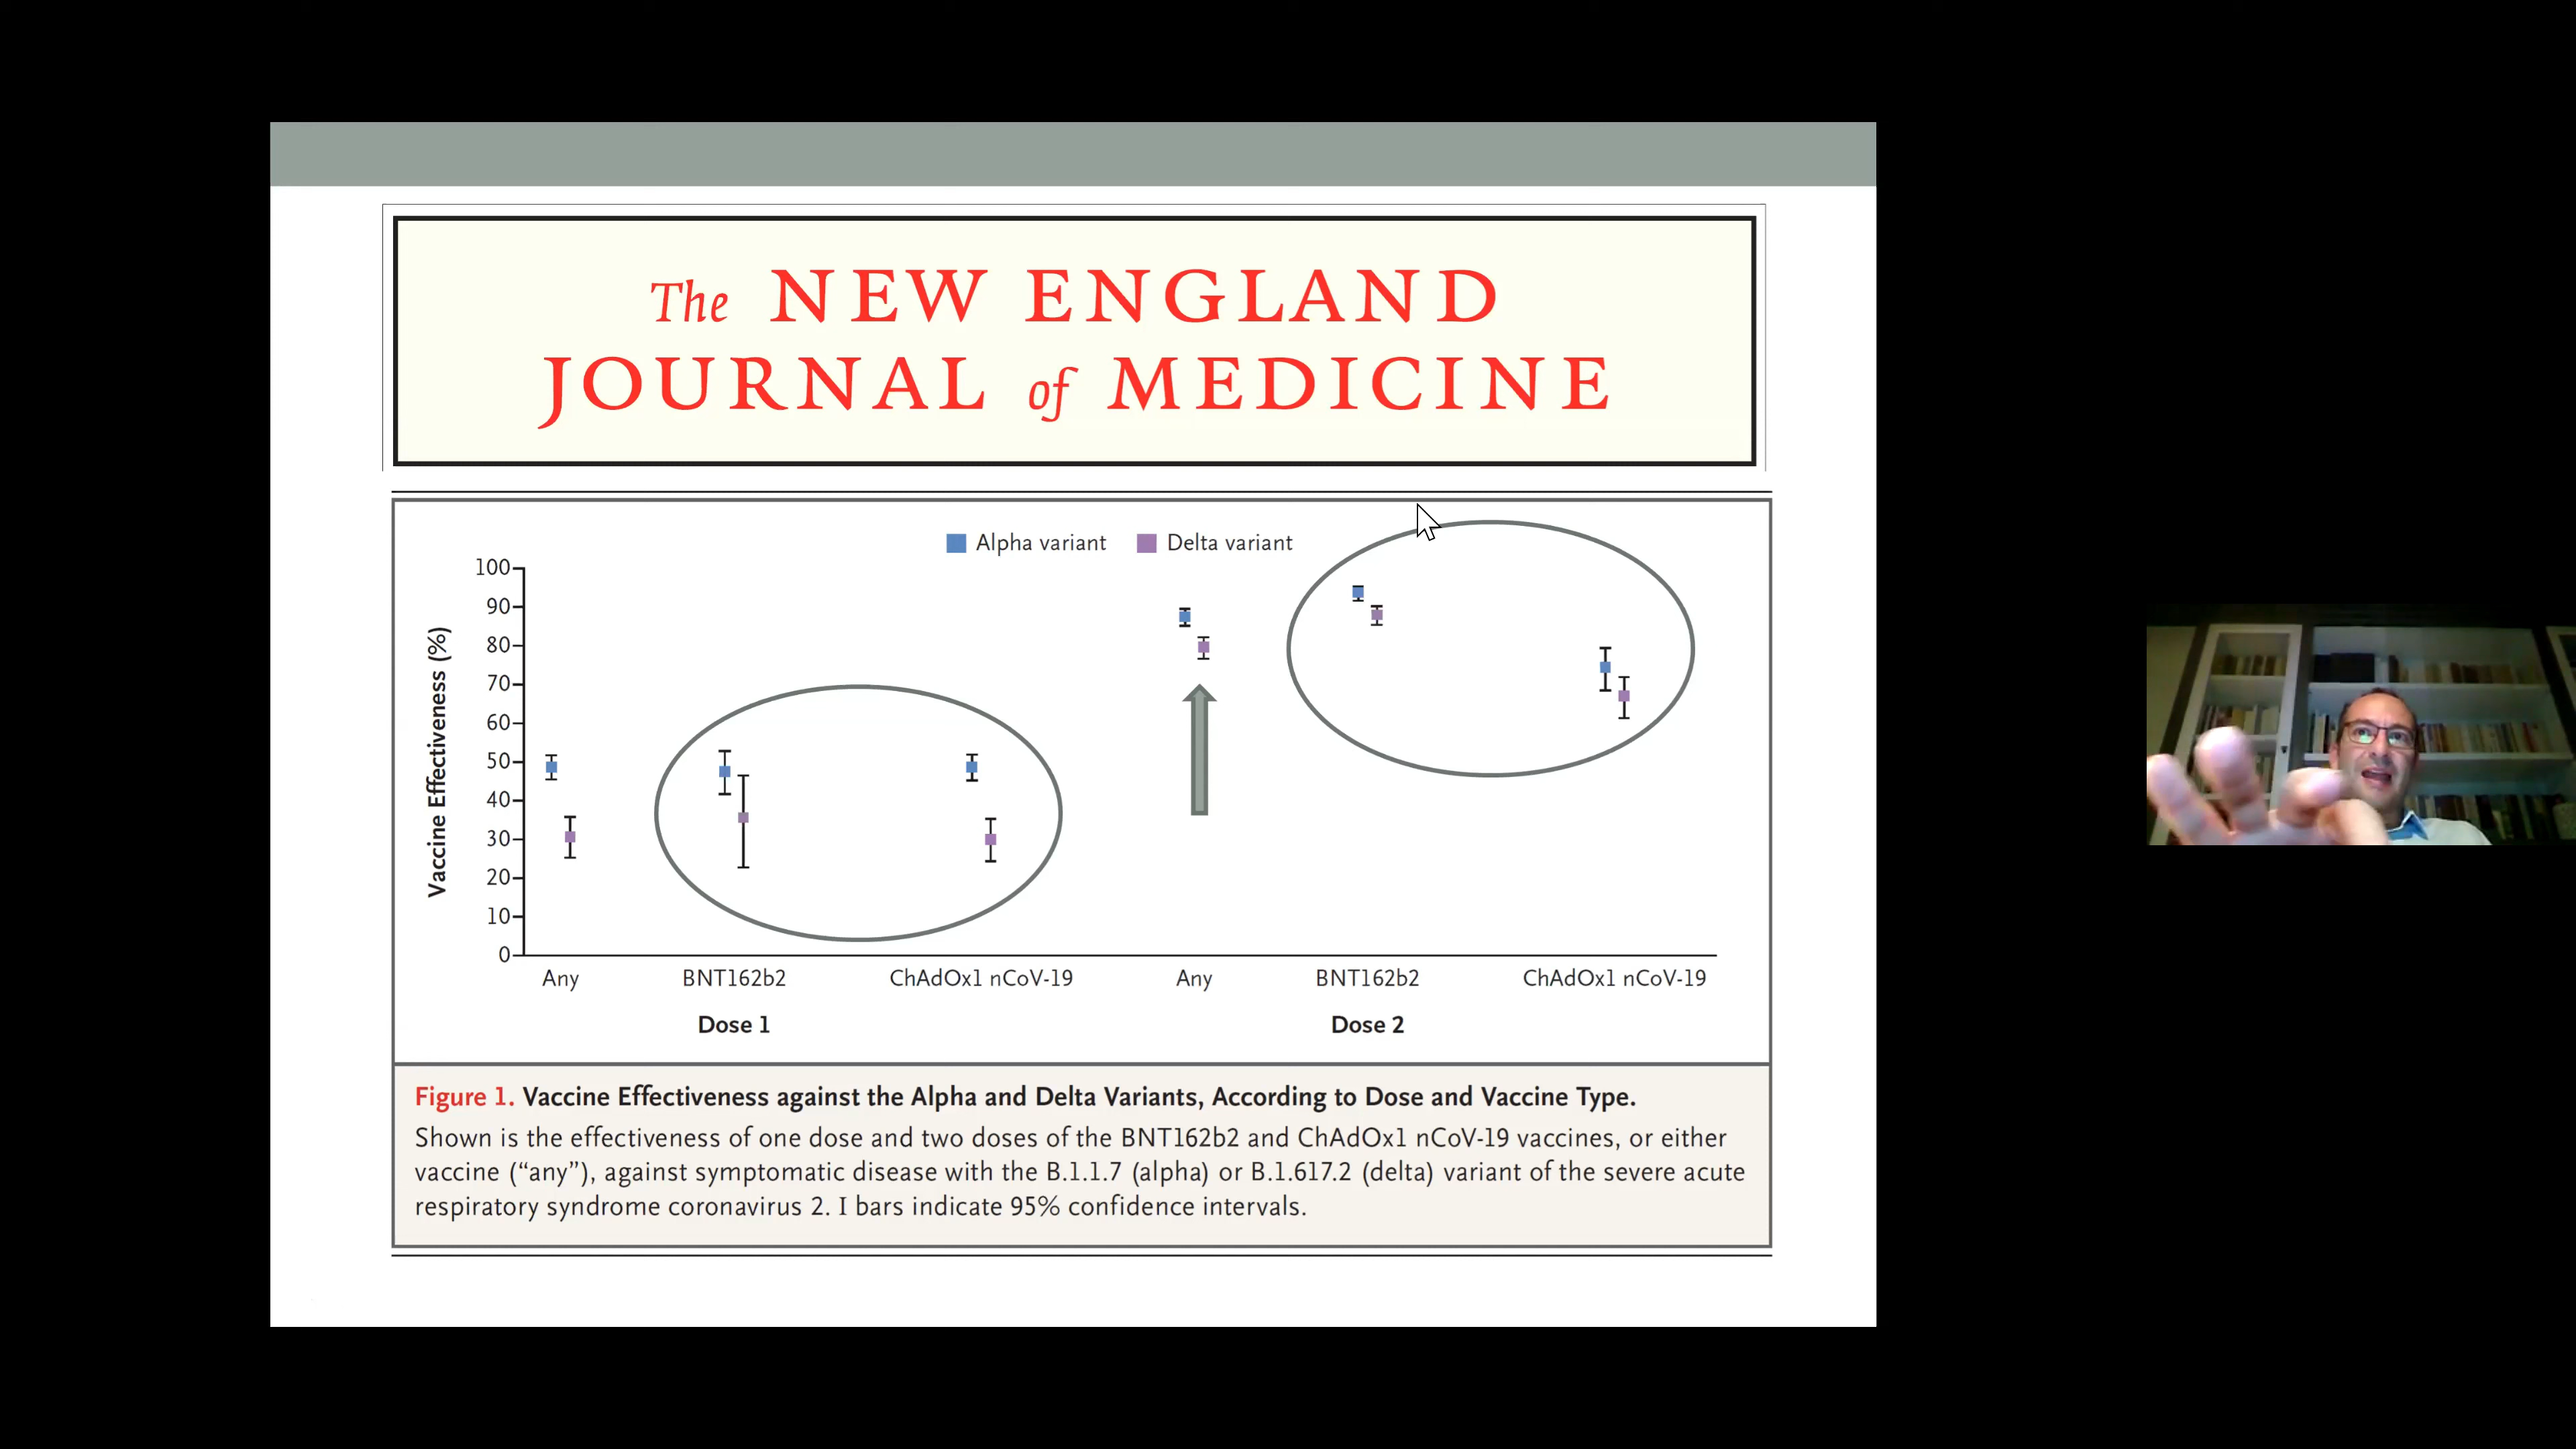 The NEW ENGLAND
JOURNAL of MEDICINE
Alpha variant Delta variant
Vaccine Effectiveness (%)
100
90
80
70
60
50
40
30
20
10
0
Any BNT162b2 ChAdOx1 nCoV-19 Any BNT162b2 ChAdOx1 nCoV-19
Dose 1 Dose 2
Figure 1. Vaccine Effectiveness against the Alpha and Delta Variants, According to Dose and Vaccine Type.
Shown is the effectiveness of one dose and two doses of the BNT162b2 and ChAdOx1 nCoV-19 vaccines, or either
vaccine (“any”), against symptomatic disease with the B.1.1.7 (alpha) or B.1.617.2 (delta) variant of the severe acute
respiratory syndrome coronavirus 2. I bars indicate 95% confidence intervals.